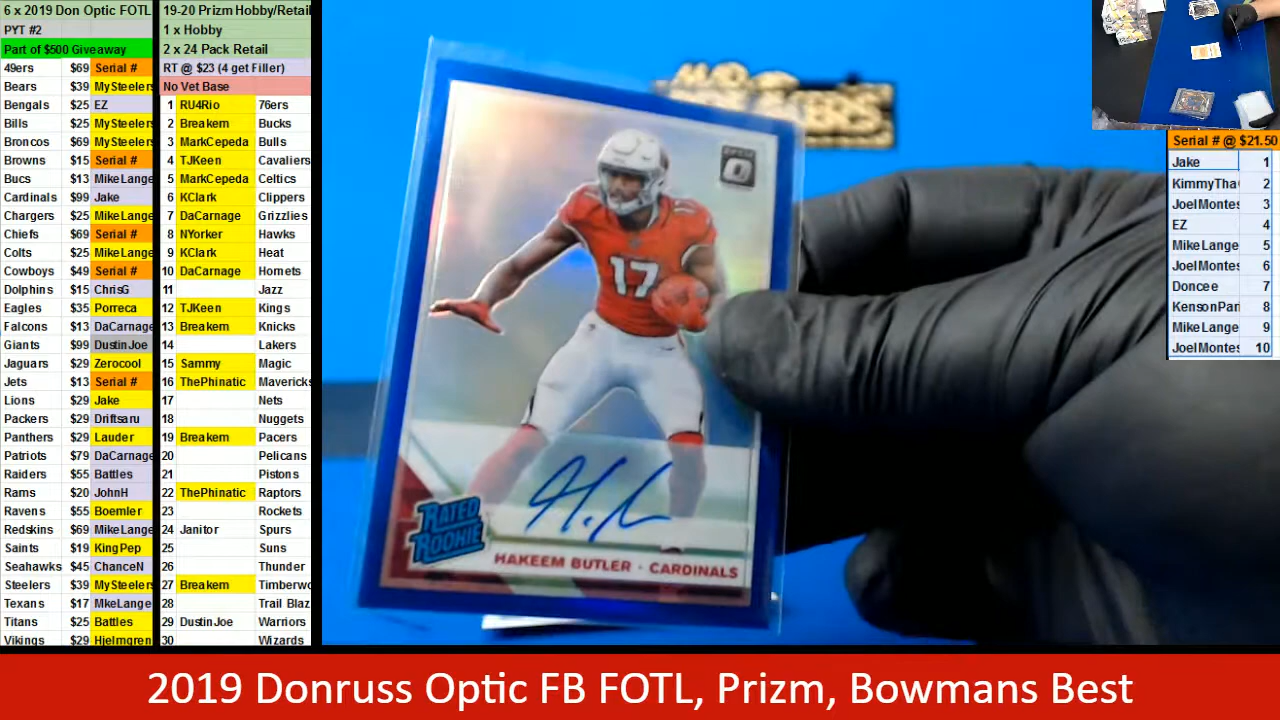 6 x 2019 Don Optic FOTL
PYT #2
Part of $500 Giveaway
49ers $69 Serial #
Bears $39 MySteelers
Bengals $25 EZ
Bills $25 MySteelers
Broncos $69 MySteelers
Browns $15 Serial #
Bucs $13 MikeLange
Cardinals $99 Jake
Chargers $25 MikeLange
Chiefs $69 Serial #
Colts $25 MikeLange
Cowboys $49 Serial #
Dolphins $15 ChrisG
Eagles $35 Porreca
Falcons $13 DaCarnage
Giants $99 DustinJoe
Jaguars $29 Zerocool
Jets $13 Serial #
Lions $29 Jake
Packers $29 Driftsaru
Panthers $29 Lauder
Patriots $79 DaCarnage
Raiders $55 Battles
Rams $20 JohnH
Ravens $55 Boemler
Redskins $69 MikeLange
Saints $19 KingPep
Seahawks $45 ChanceN
Steelers $39 MySteelers
Texans $17 MkeLange
Titans $25 Battles
Vikings $29 Hjelmgren
19-20 Prizm Hobby/Retail
1 x Hobby
2 x 24 Pack Retail
RT @ $23 (4 get Filler)
No Vet Base
1 RU4Rio 76ers
2 Breakem Bucks
3 MarkCepeda Bulls
4 TJKeen Cavaliers
5 MarkCepeda Celtics
6 KClark Clippers
7 DaCarnage Grizzlies
8 NYorker Hawks
9 KClark Heat
10 DaCarnage Hornets
11 Jazz
12 TJKeen Kings
13 Breakem Knicks
14 Lakers
15 Sammy Magic
16 ThePhinatic Mavericks
17 Nets
18 Nuggets
19 Breakem Pacers
20 Pelicans
21 Pistons
22 ThePhinatic Raptors
23 Rockets
24 Janitor Spurs
25 Suns
26 Thunder
27 Breakem Timberwo
28 Trail Blaz
29 DustinJoe Warriors
30 Wizards
OPTIC
17
RATED
ROOKIE
HAKEEM BUTLER · CARDINALS
Serial # @ $21.50
Jake 1
KimmyTha 2
JoelMontes 3
EZ 4
MikeLange 5
JoelMontes 6
Doncee 7
KensonPar 8
MikeLange 9
JoelMontes 10
2019 Donruss Optic FB FOTL, Prizm, Bowmans Best